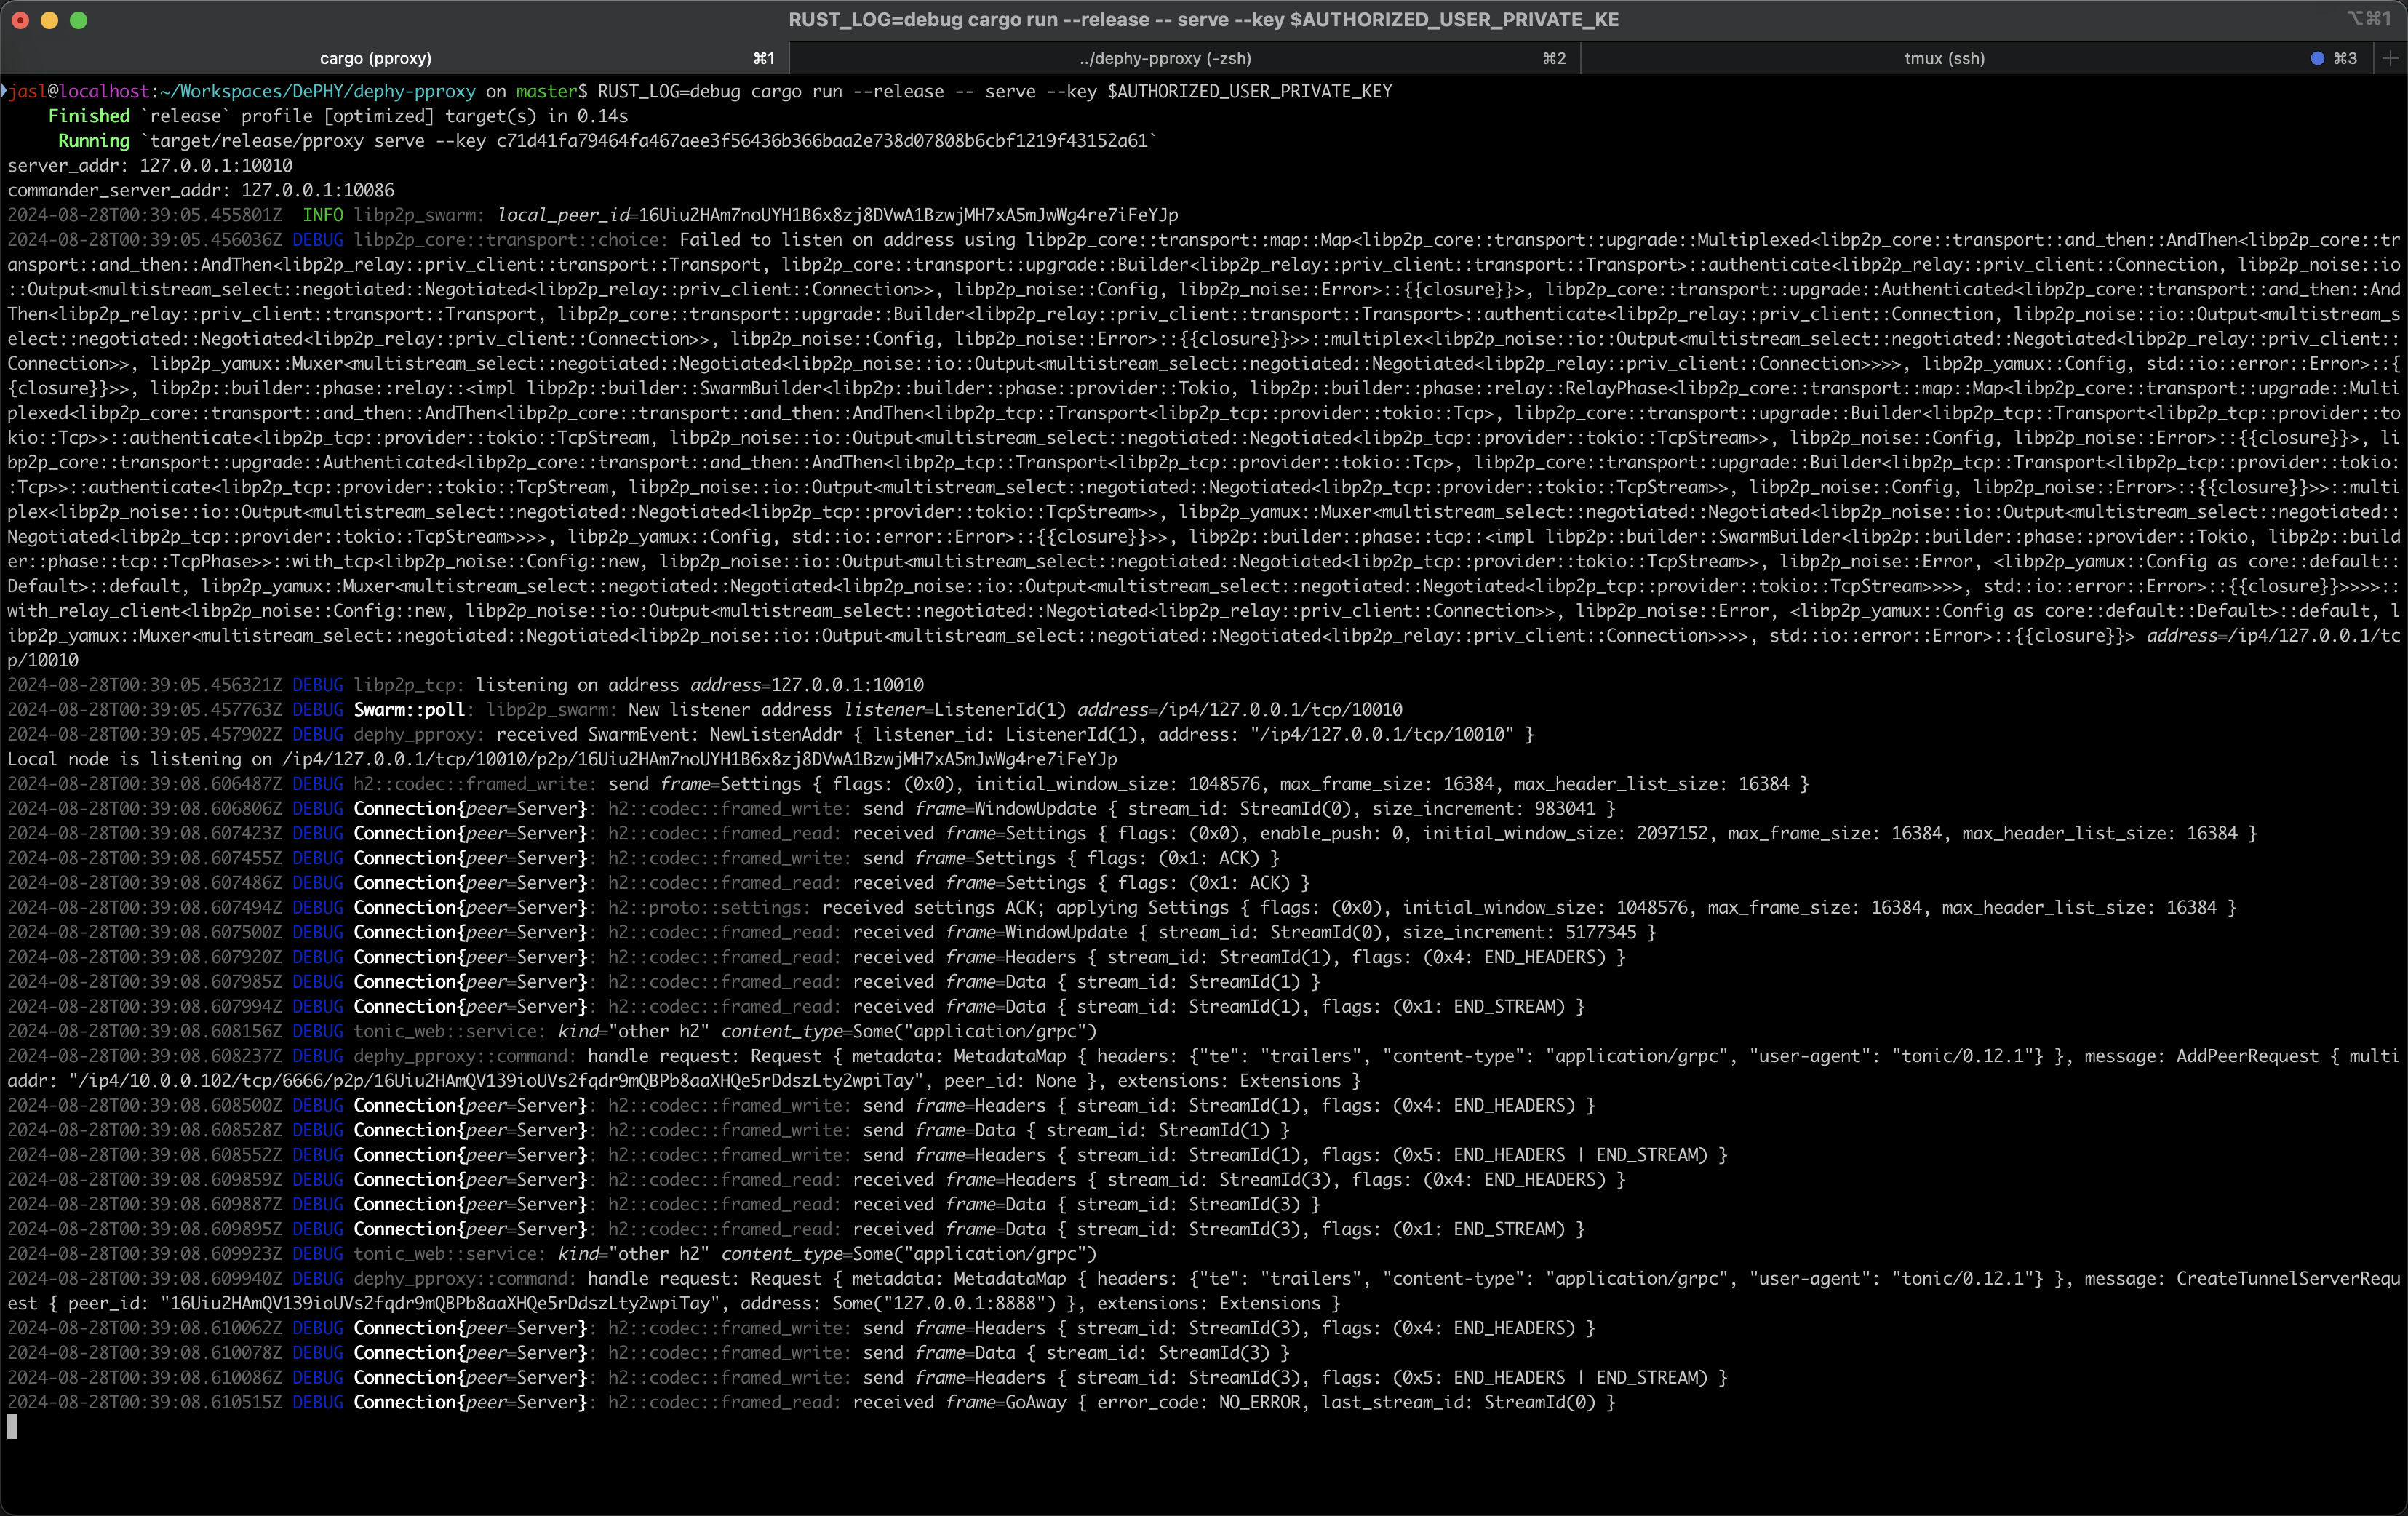 RUST_LOG=debug cargo run --release -- serve --key $AUTHORIZED_USER_PRIVATE_KE
⌥⌘1
cargo (pproxy) ⌘1 ../dephy-pproxy (-zsh) ⌘2 tmux (ssh) ⌘3
jasl@localhost:~/Workspaces/DePHY/dephy-pproxy on master$ RUST_LOG=debug cargo run --release -- serve --key $AUTHORIZED_USER_PRIVATE_KEY
Finished `release` profile [optimized] target(s) in 0.14s
Running `target/release/pproxy serve --key c71d41fa79464fa467aee3f56436b366baa2e738d07808b6cbf1219f43152a61`
server_addr: 127.0.0.1:10010
commander_server_addr: 127.0.0.1:10086
2024-08-28T00:39:05.455801Z  INFO libp2p_swarm: local_peer_id=16Uiu2HAm7noUYH1B6x8zj8DVwA1BzwjMH7xA5mJwWg4re7iFeYJp
2024-08-28T00:39:05.456036Z DEBUG libp2p_core::transport::choice: Failed to listen on address using libp2p_core::transport::map::Map<libp2p_core::transport::upgrade::Multiplexed<libp2p_core::transport::and_then::AndThen<libp2p_core::tr
ansport::and_then::AndThen<libp2p_relay::priv_client::transport::Transport, libp2p_core::transport::upgrade::Builder<libp2p_relay::priv_client::transport::Transport>::authenticate<libp2p_relay::priv_client::Connection, libp2p_noise::io
::Output<multistream_select::negotiated::Negotiated<libp2p_relay::priv_client::Connection>>, libp2p_noise::Config, libp2p_noise::Error>::{{closure}}>, libp2p_core::transport::upgrade::Authenticated<libp2p_core::transport::and_then::And
Then<libp2p_relay::priv_client::transport::Transport, libp2p_core::transport::upgrade::Builder<libp2p_relay::priv_client::transport::Transport>::authenticate<libp2p_relay::priv_client::Connection, libp2p_noise::io::Output<multistream_s
elect::negotiated::Negotiated<libp2p_relay::priv_client::Connection>>, libp2p_noise::Config, libp2p_noise::Error>::{{closure}}>>::multiplex<libp2p_noise::io::Output<multistream_select::negotiated::Negotiated<libp2p_relay::priv_client::
Connection>>, libp2p_yamux::Muxer<multistream_select::negotiated::Negotiated<libp2p_noise::io::Output<multistream_select::negotiated::Negotiated<libp2p_relay::priv_client::Connection>>>>, libp2p_yamux::Config, std::io::error::Error>::{
{closure}}>>, libp2p::builder::phase::relay::<impl libp2p::builder::SwarmBuilder<libp2p::builder::phase::provider::Tokio, libp2p::builder::phase::relay::RelayPhase<libp2p_core::transport::map::Map<libp2p_core::transport::upgrade::Multi
plexed<libp2p_core::transport::and_then::AndThen<libp2p_core::transport::and_then::AndThen<libp2p_tcp::Transport<libp2p_tcp::provider::tokio::Tcp>, libp2p_core::transport::upgrade::Builder<libp2p_tcp::Transport<libp2p_tcp::provider::to
kio::Tcp>>::authenticate<libp2p_tcp::provider::tokio::TcpStream, libp2p_noise::io::Output<multistream_select::negotiated::Negotiated<libp2p_tcp::provider::tokio::TcpStream>>, libp2p_noise::Config, libp2p_noise::Error>::{{closure}}>, li
bp2p_core::transport::upgrade::Authenticated<libp2p_core::transport::and_then::AndThen<libp2p_tcp::Transport<libp2p_tcp::provider::tokio::Tcp>, libp2p_core::transport::upgrade::Builder<libp2p_tcp::Transport<libp2p_tcp::provider::tokio:
:Tcp>>::authenticate<libp2p_tcp::provider::tokio::TcpStream, libp2p_noise::io::Output<multistream_select::negotiated::Negotiated<libp2p_tcp::provider::tokio::TcpStream>>, libp2p_noise::Config, libp2p_noise::Error>::{{closure}}>>::multi
plex<libp2p_noise::io::Output<multistream_select::negotiated::Negotiated<libp2p_tcp::provider::tokio::TcpStream>>, libp2p_yamux::Muxer<multistream_select::negotiated::Negotiated<libp2p_noise::io::Output<multistream_select::negotiated::
Negotiated<libp2p_tcp::provider::tokio::TcpStream>>>>, libp2p_yamux::Config, std::io::error::Error>::{{closure}}>>, libp2p::builder::phase::tcp::<impl libp2p::builder::SwarmBuilder<libp2p::builder::phase::provider::Tokio, libp2p::build
er::phase::tcp::TcpPhase>>::with_tcp<libp2p_noise::Config::new, libp2p_noise::io::Output<multistream_select::negotiated::Negotiated<libp2p_tcp::provider::tokio::TcpStream>>, libp2p_noise::Error, <libp2p_yamux::Config as core::default::
Default>::default, libp2p_yamux::Muxer<multistream_select::negotiated::Negotiated<libp2p_noise::io::Output<multistream_select::negotiated::Negotiated<libp2p_tcp::provider::tokio::TcpStream>>>>, std::io::error::Error>::{{closure}}>>>>::
with_relay_client<libp2p_noise::Config::new, libp2p_noise::io::Output<multistream_select::negotiated::Negotiated<libp2p_relay::priv_client::Connection>>, libp2p_noise::Error, <libp2p_yamux::Config as core::default::Default>::default, l
ibp2p_yamux::Muxer<multistream_select::negotiated::Negotiated<libp2p_noise::io::Output<multistream_select::negotiated::Negotiated<libp2p_relay::priv_client::Connection>>>>, std::io::error::Error>::{{closure}}> address=/ip4/127.0.0.1/tc
p/10010
2024-08-28T00:39:05.456321Z DEBUG libp2p_tcp: listening on address address=127.0.0.1:10010
2024-08-28T00:39:05.457763Z DEBUG Swarm::poll: libp2p_swarm: New listener address listener=ListenerId(1) address=/ip4/127.0.0.1/tcp/10010
2024-08-28T00:39:05.457902Z DEBUG dephy_pproxy: received SwarmEvent: NewListenAddr { listener_id: ListenerId(1), address: "/ip4/127.0.0.1/tcp/10010" }
Local node is listening on /ip4/127.0.0.1/tcp/10010/p2p/16Uiu2HAm7noUYH1B6x8zj8DVwA1BzwjMH7xA5mJwWg4re7iFeYJp
2024-08-28T00:39:08.606487Z DEBUG h2::codec::framed_write: send frame=Settings { flags: (0x0), initial_window_size: 1048576, max_frame_size: 16384, max_header_list_size: 16384 }
2024-08-28T00:39:08.606806Z DEBUG Connection{peer=Server}: h2::codec::framed_write: send frame=WindowUpdate { stream_id: StreamId(0), size_increment: 983041 }
2024-08-28T00:39:08.607423Z DEBUG Connection{peer=Server}: h2::codec::framed_read: received frame=Settings { flags: (0x0), enable_push: 0, initial_window_size: 2097152, max_frame_size: 16384, max_header_list_size: 16384 }
2024-08-28T00:39:08.607455Z DEBUG Connection{peer=Server}: h2::codec::framed_write: send frame=Settings { flags: (0x1: ACK) }
2024-08-28T00:39:08.607486Z DEBUG Connection{peer=Server}: h2::codec::framed_read: received frame=Settings { flags: (0x1: ACK) }
2024-08-28T00:39:08.607494Z DEBUG Connection{peer=Server}: h2::proto::settings: received settings ACK; applying Settings { flags: (0x0), initial_window_size: 1048576, max_frame_size: 16384, max_header_list_size: 16384 }
2024-08-28T00:39:08.607500Z DEBUG Connection{peer=Server}: h2::codec::framed_read: received frame=WindowUpdate { stream_id: StreamId(0), size_increment: 5177345 }
2024-08-28T00:39:08.607920Z DEBUG Connection{peer=Server}: h2::codec::framed_read: received frame=Headers { stream_id: StreamId(1), flags: (0x4: END_HEADERS) }
2024-08-28T00:39:08.607985Z DEBUG Connection{peer=Server}: h2::codec::framed_read: received frame=Data { stream_id: StreamId(1) }
2024-08-28T00:39:08.607994Z DEBUG Connection{peer=Server}: h2::codec::framed_read: received frame=Data { stream_id: StreamId(1), flags: (0x1: END_STREAM) }
2024-08-28T00:39:08.608156Z DEBUG tonic_web::service: kind="other h2" content_type=Some("application/grpc")
2024-08-28T00:39:08.608237Z DEBUG dephy_pproxy::command: handle request: Request { metadata: MetadataMap { headers: {"te": "trailers", "content-type": "application/grpc", "user-agent": "tonic/0.12.1"} }, message: AddPeerRequest { multi
addr: "/ip4/10.0.0.102/tcp/6666/p2p/16Uiu2HAmQV139ioUVs2fqdr9mQBPb8aaXHQe5rDdszLty2wpiTay", peer_id: None }, extensions: Extensions }
2024-08-28T00:39:08.608500Z DEBUG Connection{peer=Server}: h2::codec::framed_write: send frame=Headers { stream_id: StreamId(1), flags: (0x4: END_HEADERS) }
2024-08-28T00:39:08.608528Z DEBUG Connection{peer=Server}: h2::codec::framed_write: send frame=Data { stream_id: StreamId(1) }
2024-08-28T00:39:08.608552Z DEBUG Connection{peer=Server}: h2::codec::framed_write: send frame=Headers { stream_id: StreamId(1), flags: (0x5: END_HEADERS | END_STREAM) }
2024-08-28T00:39:08.609859Z DEBUG Connection{peer=Server}: h2::codec::framed_read: received frame=Headers { stream_id: StreamId(3), flags: (0x4: END_HEADERS) }
2024-08-28T00:39:08.609887Z DEBUG Connection{peer=Server}: h2::codec::framed_read: received frame=Data { stream_id: StreamId(3) }
2024-08-28T00:39:08.609895Z DEBUG Connection{peer=Server}: h2::codec::framed_read: received frame=Data { stream_id: StreamId(3), flags: (0x1: END_STREAM) }
2024-08-28T00:39:08.609923Z DEBUG tonic_web::service: kind="other h2" content_type=Some("application/grpc")
2024-08-28T00:39:08.609940Z DEBUG dephy_pproxy::command: handle request: Request { metadata: MetadataMap { headers: {"te": "trailers", "content-type": "application/grpc", "user-agent": "tonic/0.12.1"} }, message: CreateTunnelServerRequ
est { peer_id: "16Uiu2HAmQV139ioUVs2fqdr9mQBPb8aaXHQe5rDdszLty2wpiTay", address: Some("127.0.0.1:8888") }, extensions: Extensions }
2024-08-28T00:39:08.610062Z DEBUG Connection{peer=Server}: h2::codec::framed_write: send frame=Headers { stream_id: StreamId(3), flags: (0x4: END_HEADERS) }
2024-08-28T00:39:08.610078Z DEBUG Connection{peer=Server}: h2::codec::framed_write: send frame=Data { stream_id: StreamId(3) }
2024-08-28T00:39:08.610086Z DEBUG Connection{peer=Server}: h2::codec::framed_write: send frame=Headers { stream_id: StreamId(3), flags: (0x5: END_HEADERS | END_STREAM) }
2024-08-28T00:39:08.610515Z DEBUG Connection{peer=Server}: h2::codec::framed_read: received frame=GoAway { error_code: NO_ERROR, last_stream_id: StreamId(0) }